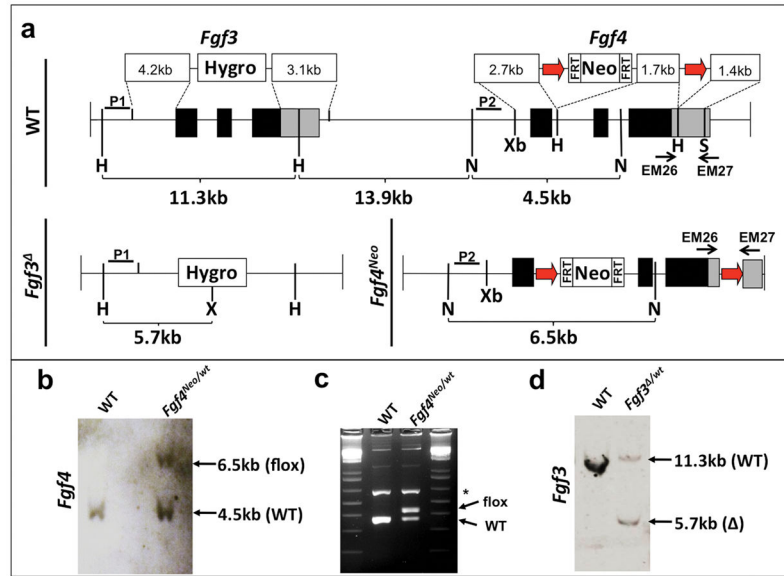 a
Fgf3
Fgf4
4.2kb
Hygro
3.1kb
2.7kb
FRT
Neo
FRT
1.7kb
1.4kb
WT
P1
P2
Xb
H
H
S
H
H
N
N
EM26
EM27
11.3kb
13.9kb
4.5kb
Fgf3Δ
P1
Hygro
H
X
H
5.7kb
Fgf4Neo
EM26
EM27
P2
FRT
Neo
FRT
Xb
N
N
6.5kb
b
WT
Fgf4Neo/wt
Fgf4
6.5kb (flox)
4.5kb (WT)
c
WT
Fgf4Neo/wt
*
flox
WT
d
WT
Fgf3Δ/wt
Fgf3
11.3kb (WT)
5.7kb (Δ)